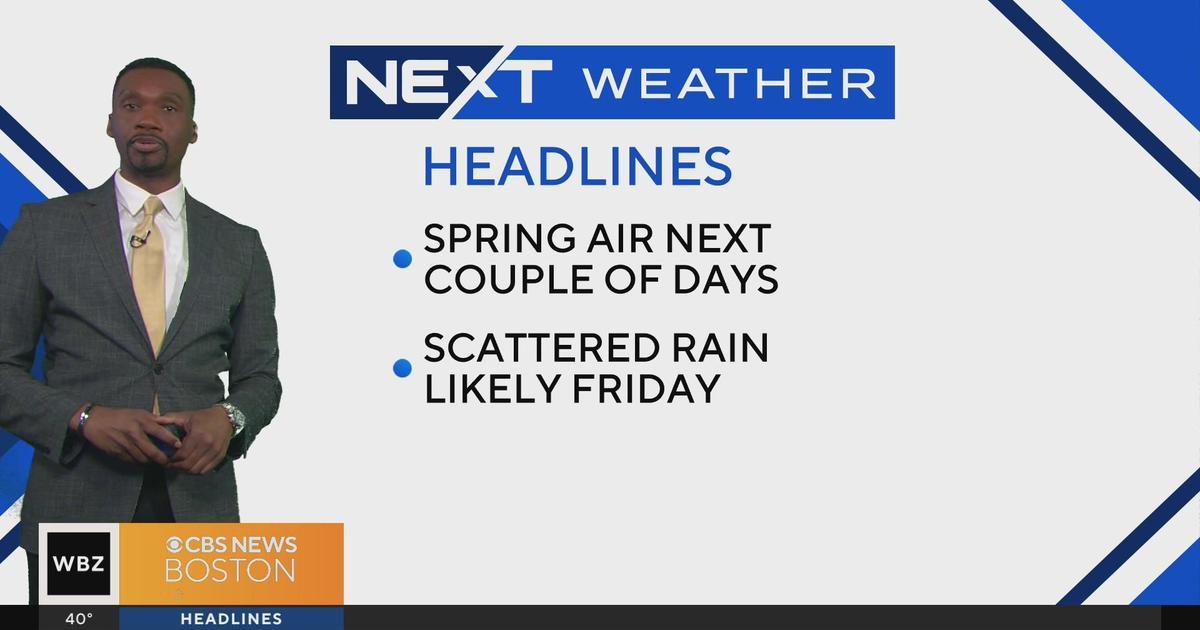 NEXT WEATHER
HEADLINES
SPRING AIR NEXT
COUPLE OF DAYS
SCATTERED RAIN
LIKELY FRIDAY
WBZ
CBS NEWS
BOSTON
40°
HEADLINES